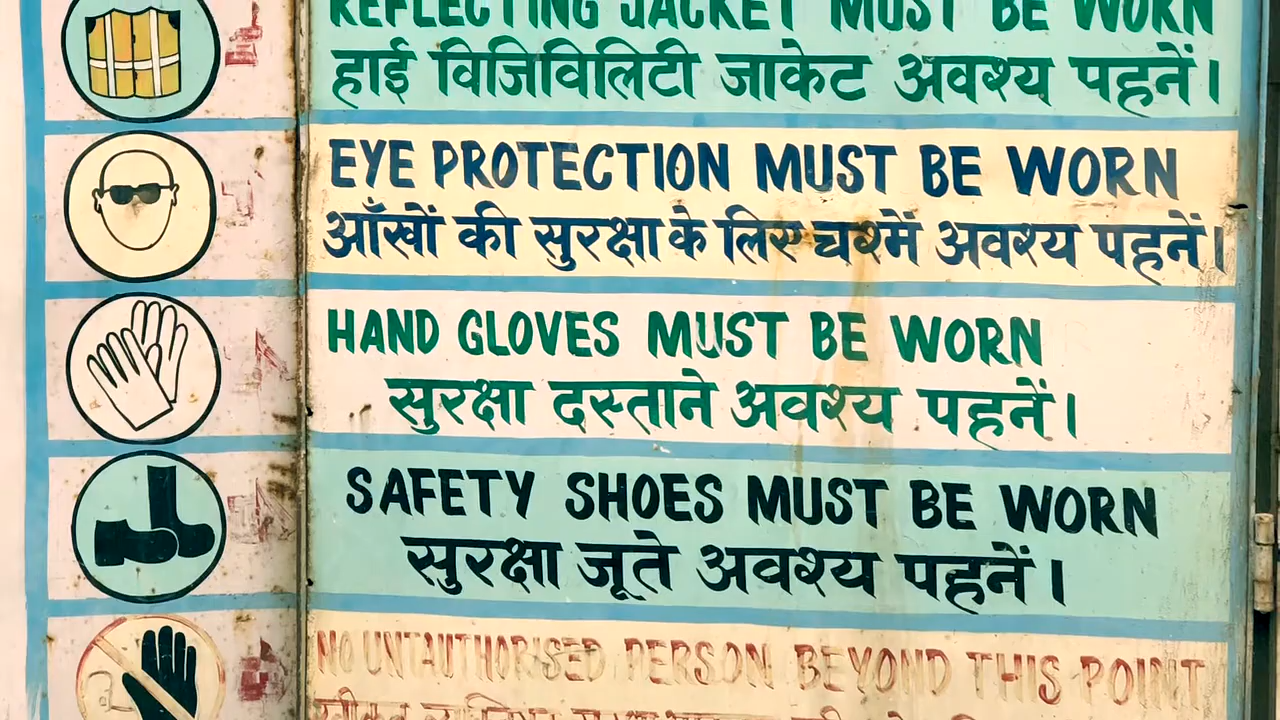 REFLECTING JACKET MUST BE WORN
हाई विजिविलिटी जाकेट अवश्य पहनें।
EYE PROTECTION MUST BE WORN
आँखों की सुरक्षा के लिए चश्में अवश्य पहनें।
HAND GLOVES MUST BE WORN
सुरक्षा दस्ताने अवश्य पहनें।
SAFETY SHOES MUST BE WORN
सुरक्षा जूते अवश्य पहनें।
NO UNTAUTHORISED PERSON BEYOND THIS POINT